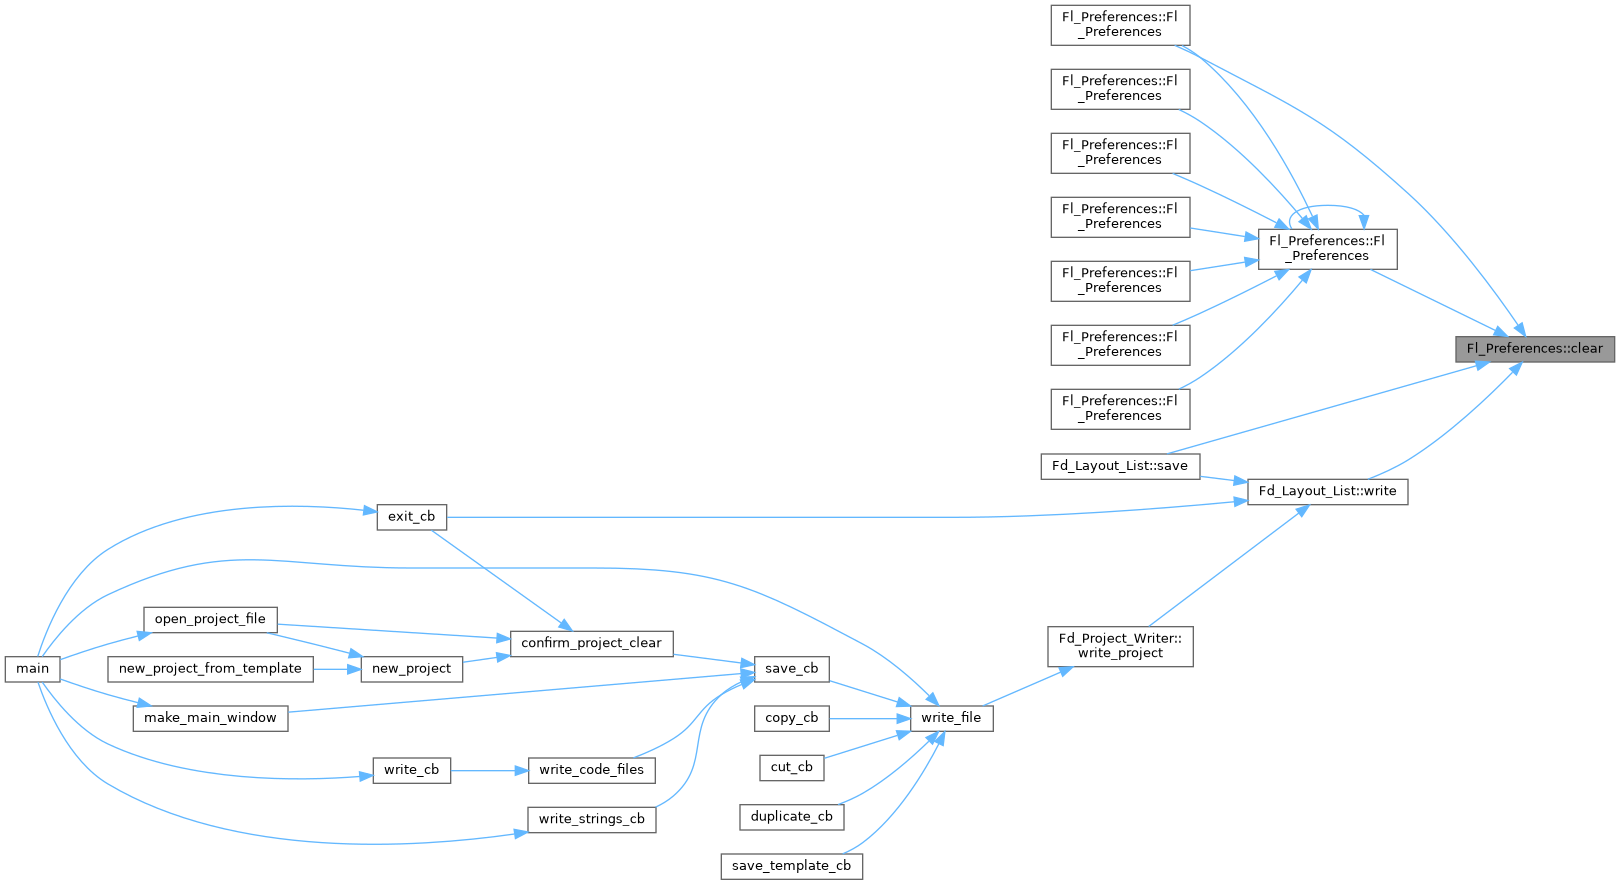 Fl_Preferences::Fl
_Preferences
Fl_Preferences::Fl
_Preferences
Fl_Preferences::Fl
_Preferences
Fl_Preferences::Fl
_Preferences
Fl_Preferences::Fl
_Preferences
Fl_Preferences::Fl
_Preferences
Fl_Preferences::Fl
_Preferences
Fl_Preferences::Fl
_Preferences
Fl_Preferences::clear
Fd_Layout_List::save
Fd_Layout_List::write
exit_cb
open_project_file
confirm_project_clear
Fd_Project_Writer::
write_project
main
new_project_from_template
new_project
save_cb
make_main_window
copy_cb
write_file
write_cb
write_code_files
cut_cb
write_strings_cb
duplicate_cb
save_template_cb